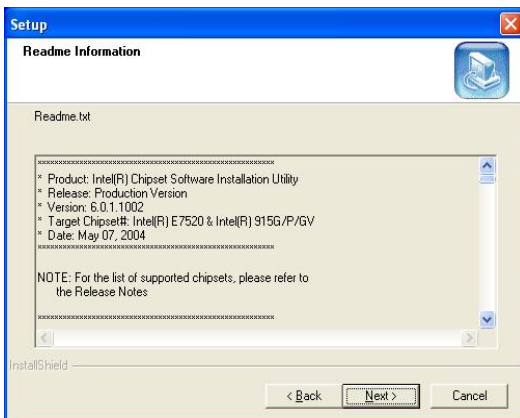 Setup
Readme Information
Readme.txt
* Product: Intel(R) Chipset Software Installation Utility
* Release: Production Version
* Version: 6.0.1.1002
* Target Chipset#: Intel(R) E7520 & Intel(R) 915G/P/GV
* Date: May 07, 2004
NOTE: For the list of supported chipsets, please refer to
the Release Notes
InstallShield
< Back
Next >
Cancel